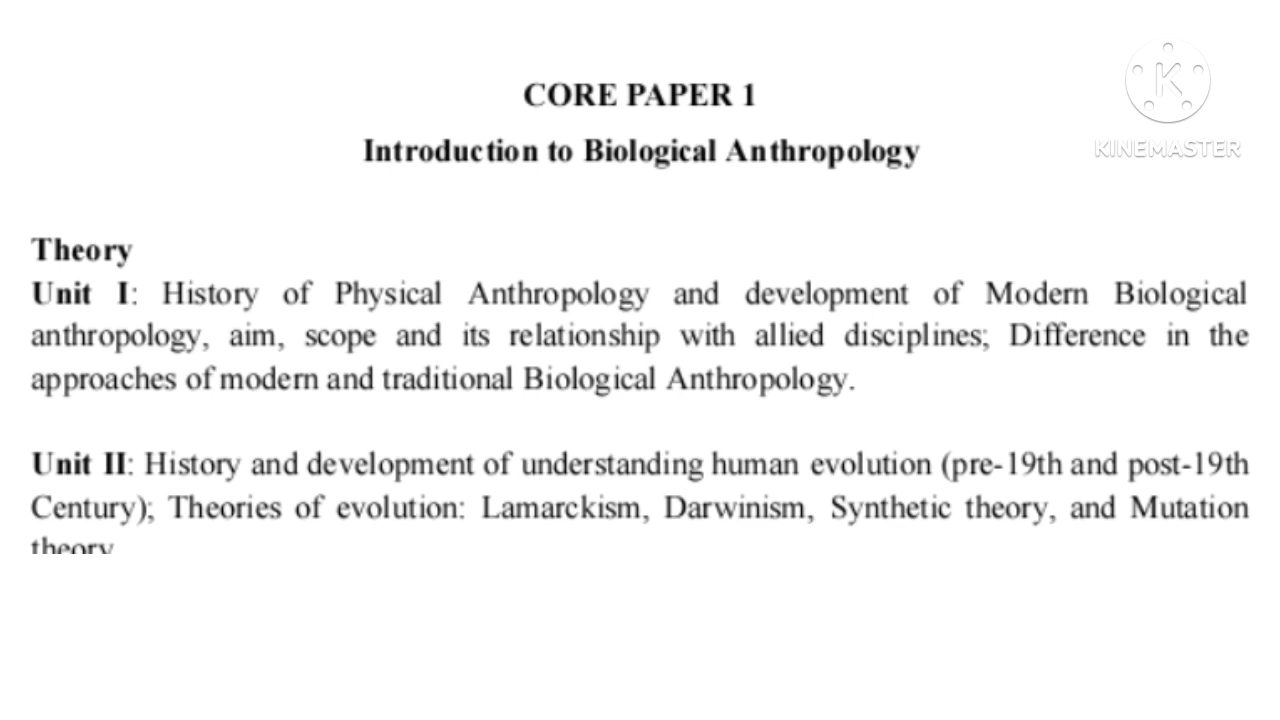 CORE PAPER 1
Introduction to Biological Anthropology
K
KINEMASTER
Theory
Unit I: History of Physical Anthropology and development of Modern Biological
anthropology, aim, scope and its relationship with allied disciplines; Difference in the
approaches of modern and traditional Biological Anthropology.
Unit II: History and development of understanding human evolution (pre-19th and post-19th
Century); Theories of evolution: Lamarckism, Darwinism, Synthetic theory, and Mutation
theory